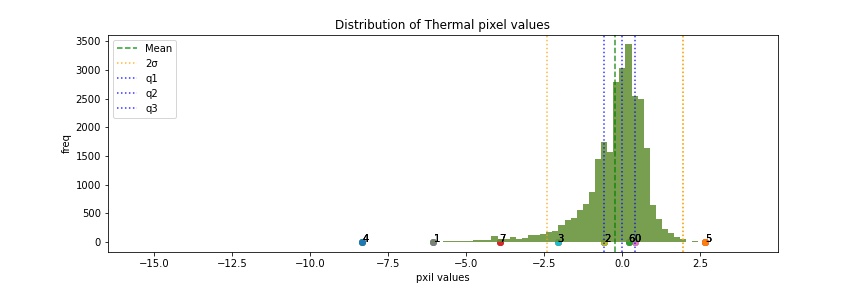 Distribution of Thermal pixel values
3500
3000
2500
2000
1500
1000
500
0
freq
Mean
2σ
q1
q2
q3
4 1 7 3 2 6 0 5
−15.0 −12.5 −10.0 −7.5 −5.0 −2.5 0.0 2.5
pxil values